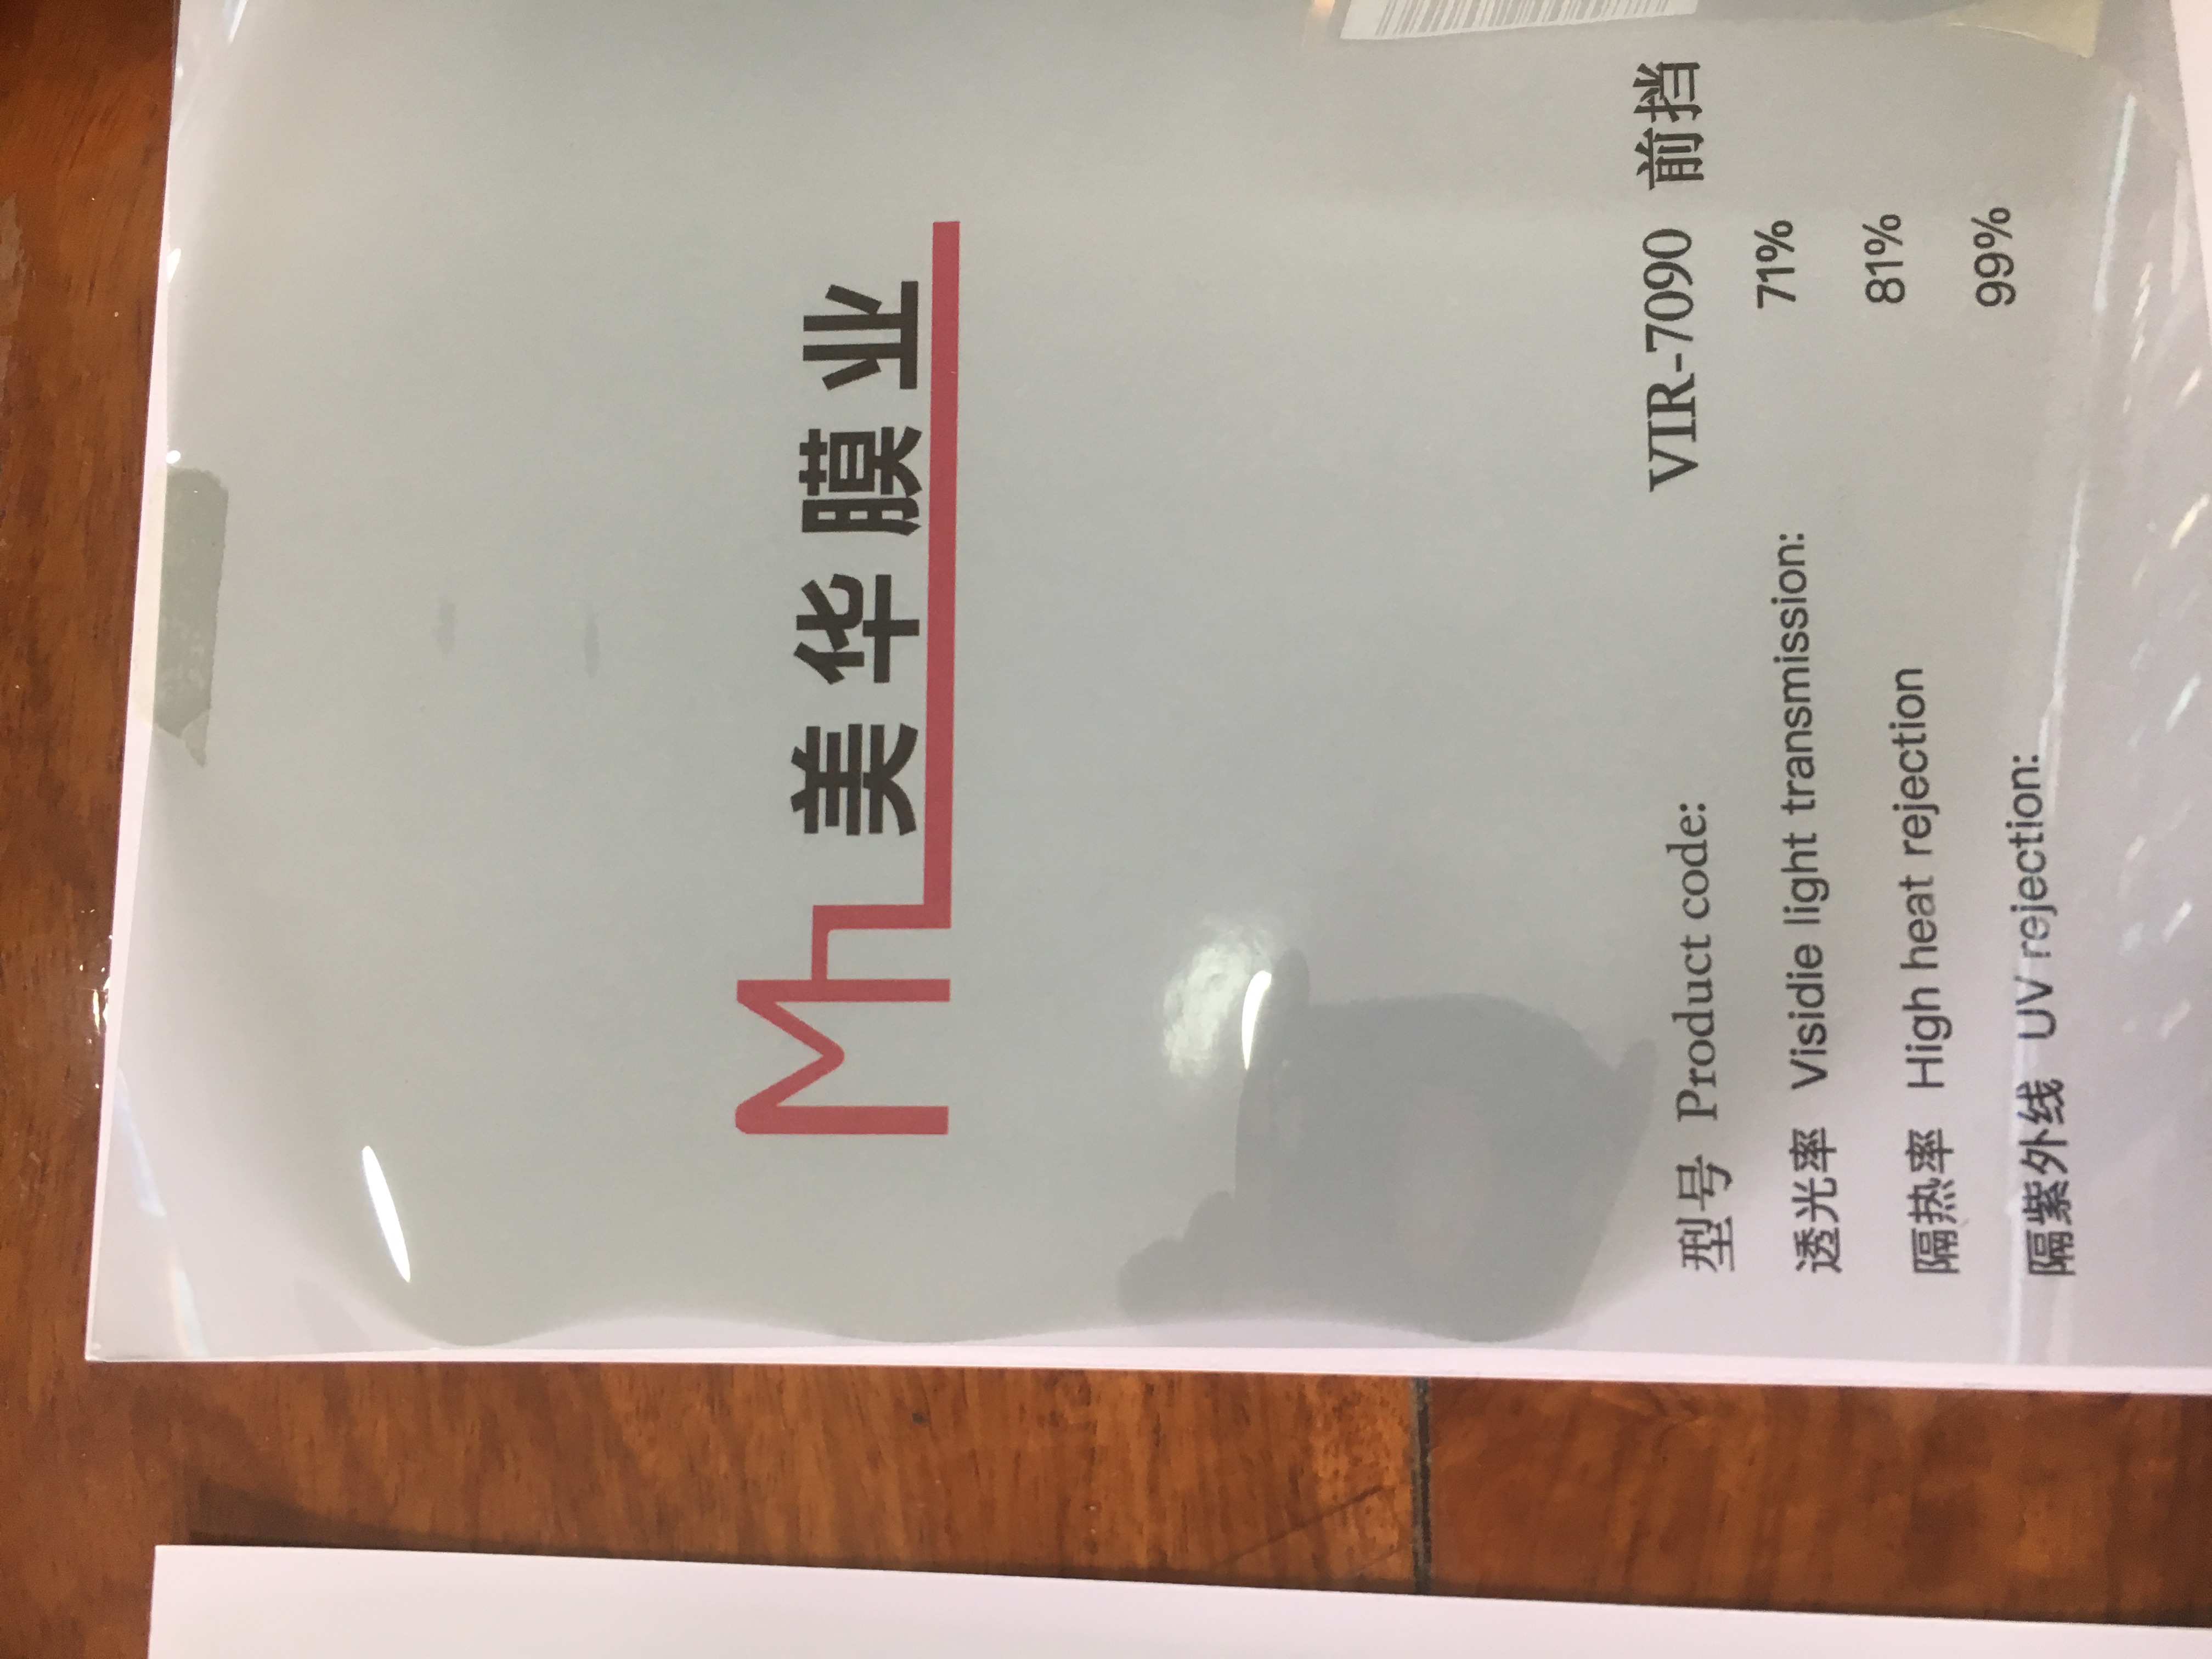 Mh 美华膜业
型号 Product code: VIR-7090 前挡
透光率 Visidie light transmission: 71%
隔热率 High heat rejection 81%
隔紫外线 UV rejection: 99%